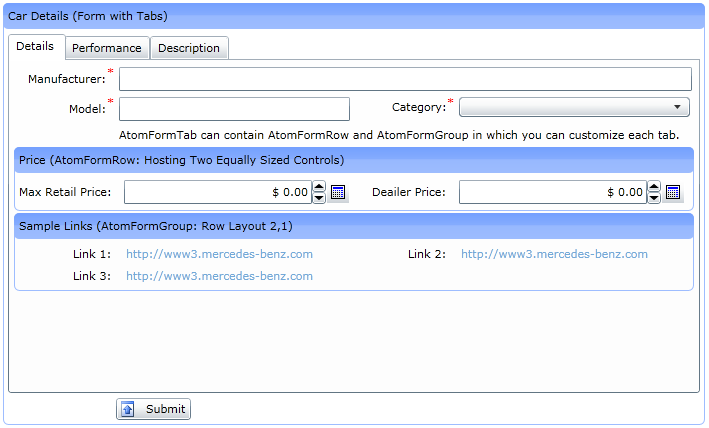 Car Details (Form with Tabs)
Details Performance Description
Manufacturer:*
Model:* Category:*
AtomFormTab can contain AtomFormRow and AtomFormGroup in which you can customize each tab.
Price (AtomFormRow: Hosting Two Equally Sized Controls)
Max Retail Price: $ 0.00 Deailer Price: $ 0.00
Sample Links (AtomFormGroup: Row Layout 2,1)
Link 1: http://www3.mercedes-benz.com Link 2: http://www3.mercedes-benz.com
Link 3: http://www3.mercedes-benz.com
Submit